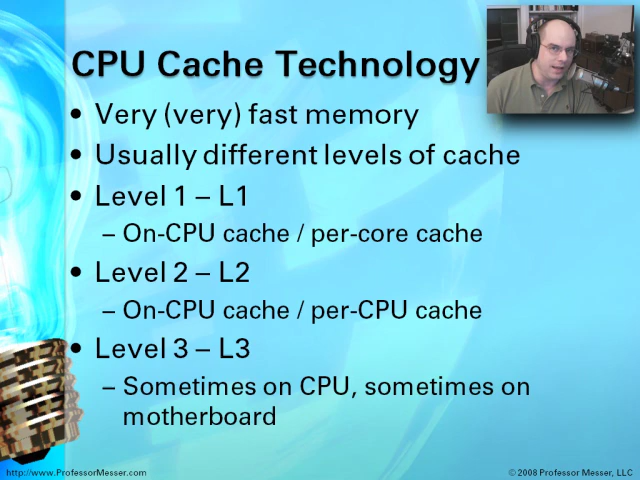 CPU Cache Technology
• Very (very) fast memory
• Usually different levels of cache
• Level 1 – L1
– On-CPU cache / per-core cache
• Level 2 – L2
– On-CPU cache / per-CPU cache
• Level 3 – L3
– Sometimes on CPU, sometimes on
motherboard
http://www.ProfessorMesser.com
© 2008 Professor Messer, LLC